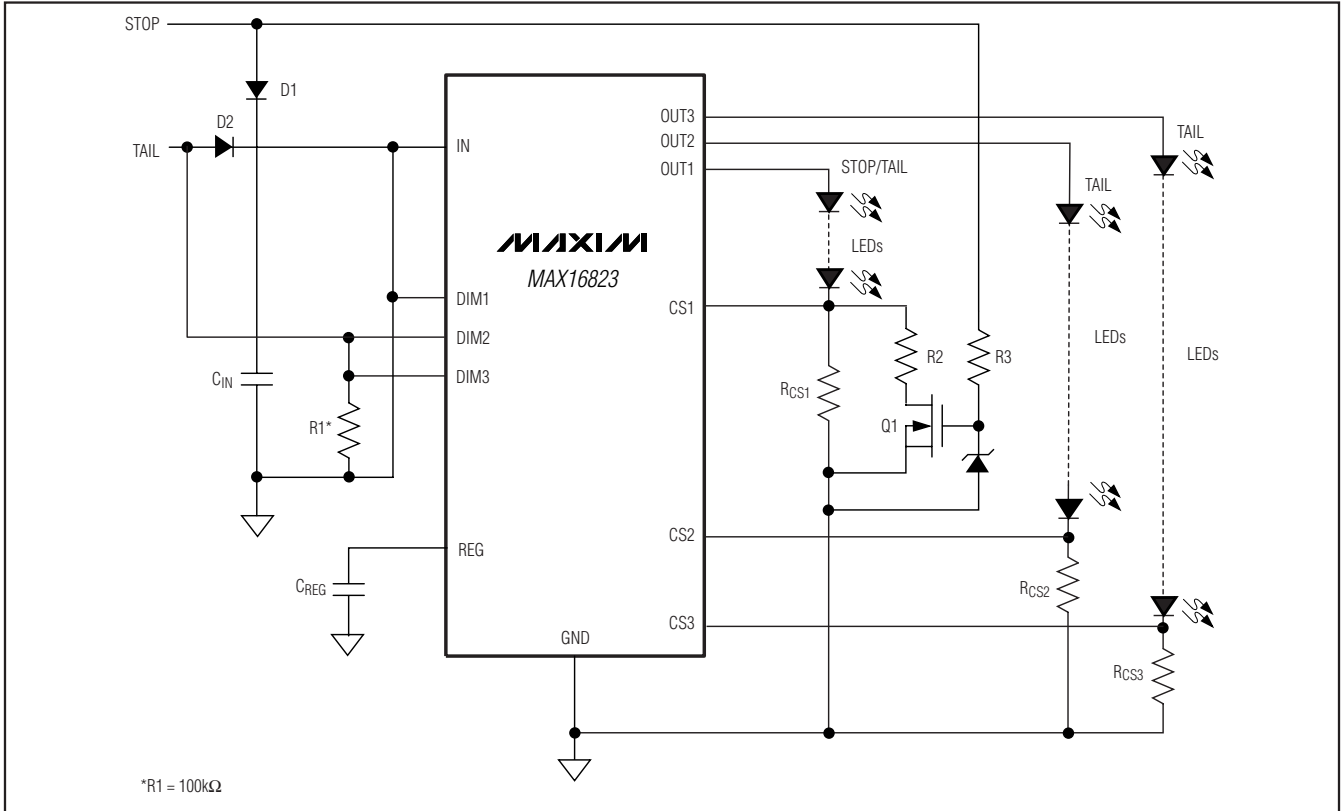 STOP
D1
D2
TAIL
IN
OUT3
OUT2
OUT1
TAIL
STOP/TAIL
TAIL
LEDs
MAXIM
MAX16823
DIM1
DIM2
DIM3
CS1
R2
R3
LEDs
LEDs
CIN
RCS1
R1*
Q1
REG
CS2
CREG
RCS2
CS3
GND
RCS3
*R1 = 100kΩ